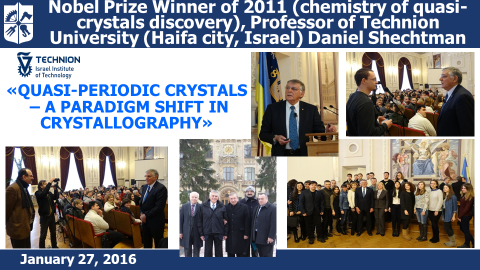 Nobel Prize Winner of 2011 (chemistry of quasi-
crystals discovery), Professor of Technion
University (Haifa city, Israel) Daniel Shechtman
TECHNION
Israel Institute
of Technology
«QUASI-PERIODIC CRYSTALS
– A PARADIGM SHIFT IN
CRYSTALLOGRAPHY»
January 27, 2016